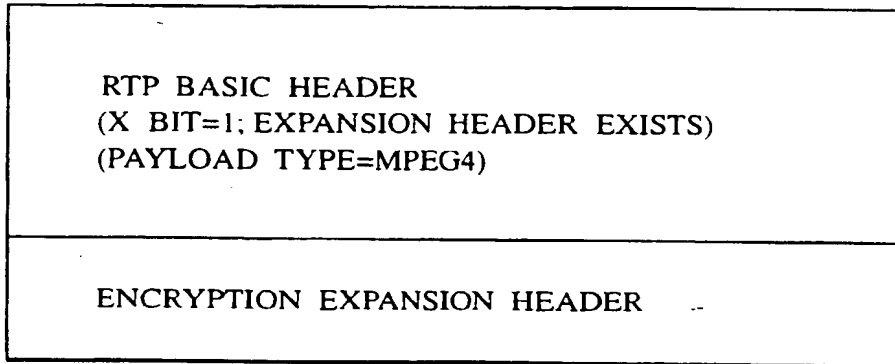 RTP BASIC HEADER
(X BIT=1; EXPANSION HEADER EXISTS)
(PAYLOAD TYPE=MPEG4)
ENCRYPTION EXPANSION HEADER